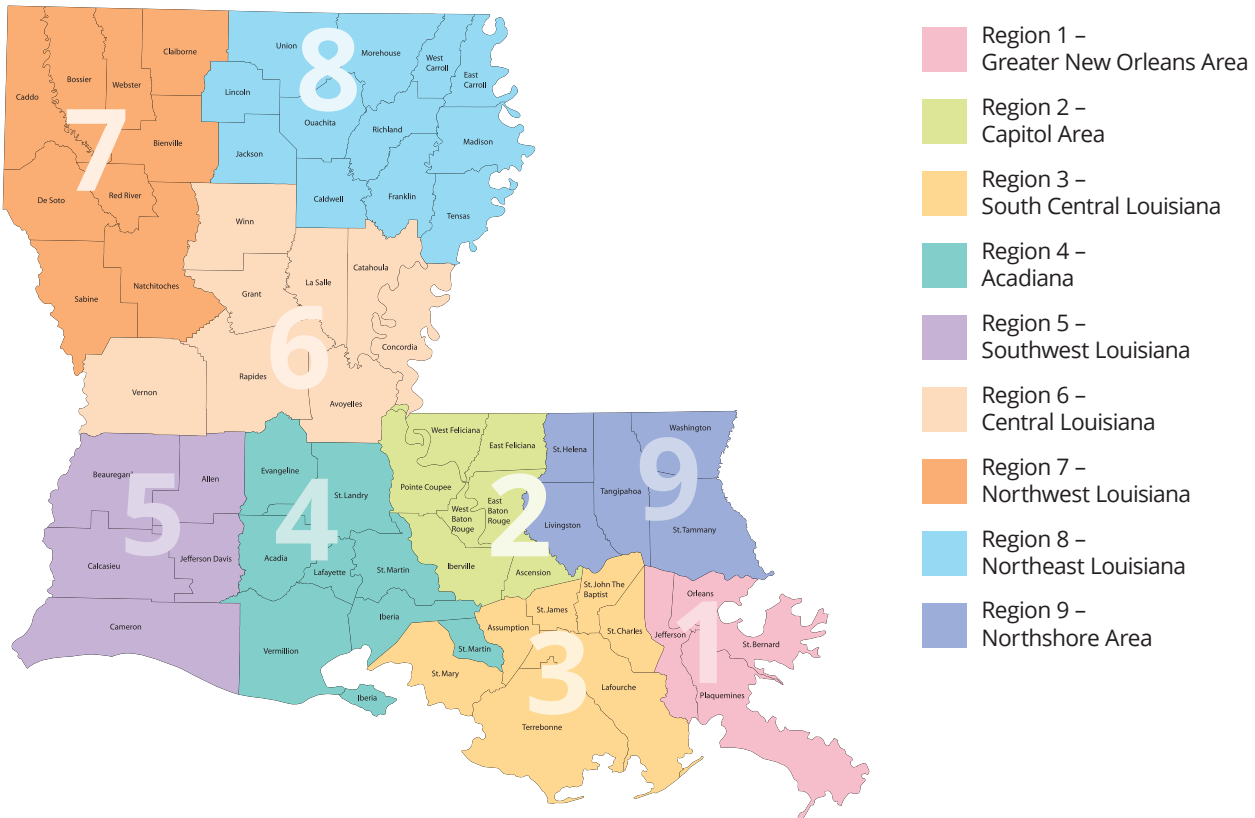 Claiborne
Union
Morehouse
West
Carroll
East
Carroll
Bossier
Webster
Caddo
Lincoln
8
Ouachita
Richland
Madison
7
Bienville
Jackson
De Soto
Red River
Caldwell
Franklin
Tensas
Winn
Catahoula
La Salle
Sabine
Natchitoches
Grant
6
Concordia
Vernon
Rapides
Avoyelles
West Feliciana
East Feliciana
St. Helena
Washington
Beauregard
Allen
Evangeline
St. Landry
Pointe Coupee
West
Baton
Rouge
East
Baton
Rouge
Tangipahoa
9
5
4
2
Livingston
St. Tammany
Calcasieu
Jefferson Davis
Acadia
Lafayette
St. Martin
Iberville
Ascension
St. John The
Baptist
Orleans
Cameron
Iberia
St. James
Assumption
St. Charles
Jefferson
1
St. Bernard
Vermillion
St. Martin
St. Mary
3
Lafourche
Plaquemines
Iberia
Terrebonne
Region 1 –
Greater New Orleans Area
Region 2 –
Capitol Area
Region 3 –
South Central Louisiana
Region 4 –
Acadiana
Region 5 –
Southwest Louisiana
Region 6 –
Central Louisiana
Region 7 –
Northwest Louisiana
Region 8 –
Northeast Louisiana
Region 9 –
Northshore Area